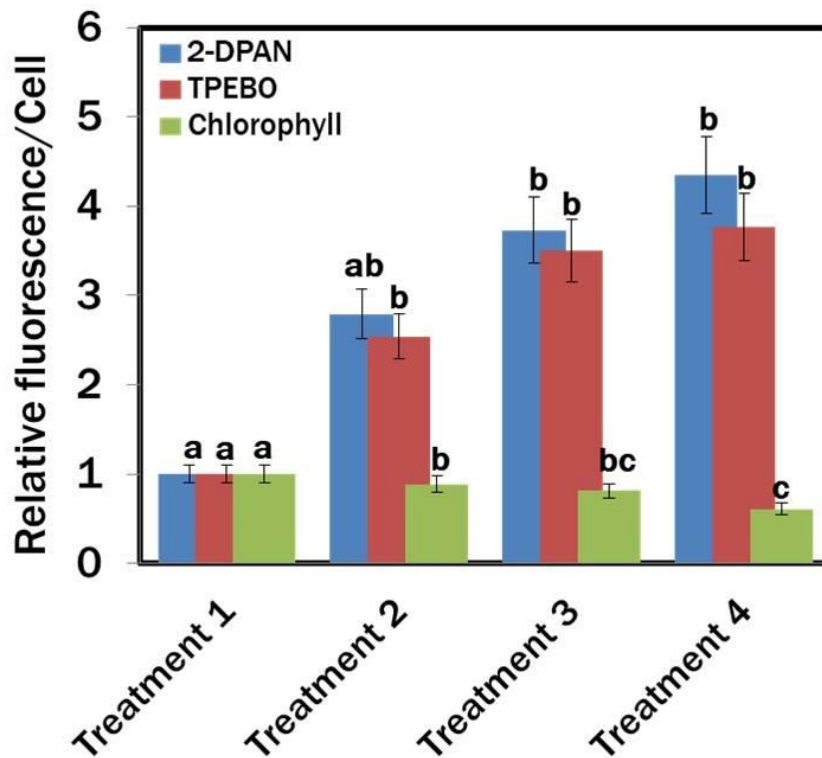 Relative fluorescence/Cell
6
5
4
3
2
1
0
2-DPAN
TPEBO
Chlorophyll
a a a
ab b b
b b bc
b b c
Treatment 1
Treatment 2
Treatment 3
Treatment 4